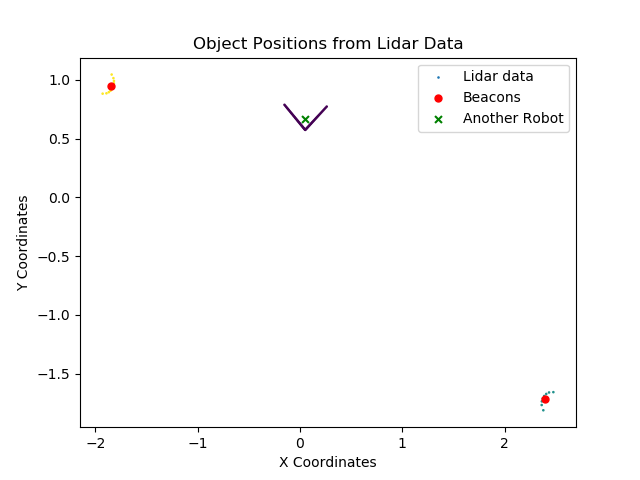 Object Positions from Lidar Data
Lidar data
Beacons
Another Robot
1.0
0.5
0.0
−0.5
−1.0
−1.5
Y Coordinates
−2
−1
0
1
2
X Coordinates